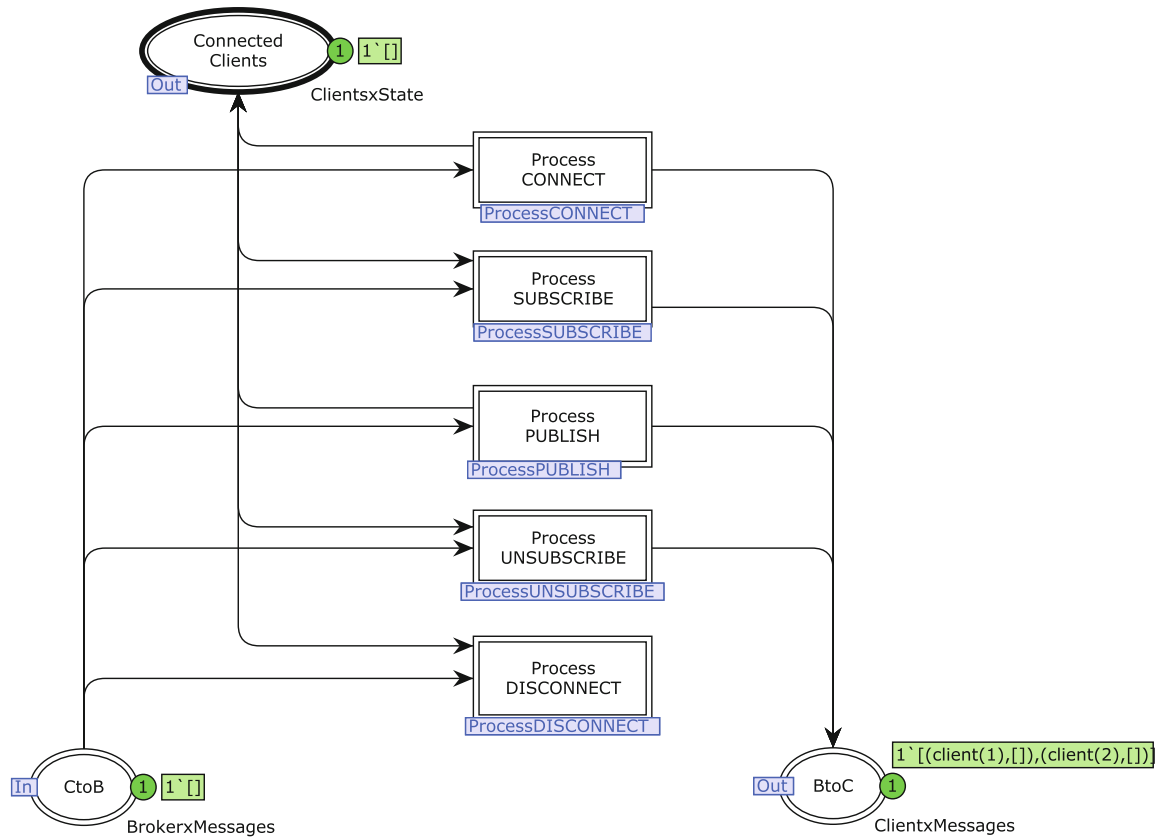 Connected
Clients
1
1`[]
Out
ClientsxState
Process
CONNECT
ProcessCONNECT
Process
SUBSCRIBE
ProcessSUBSCRIBE
Process
PUBLISH
ProcessPUBLISH
Process
UNSUBSCRIBE
ProcessUNSUBSCRIBE
Process
DISCONNECT
ProcessDISCONNECT
In
CtoB
1
1`[]
BrokerxMessages
1`[(client(1),[]),(client(2),[])]
Out
BtoC
1
ClientxMessages